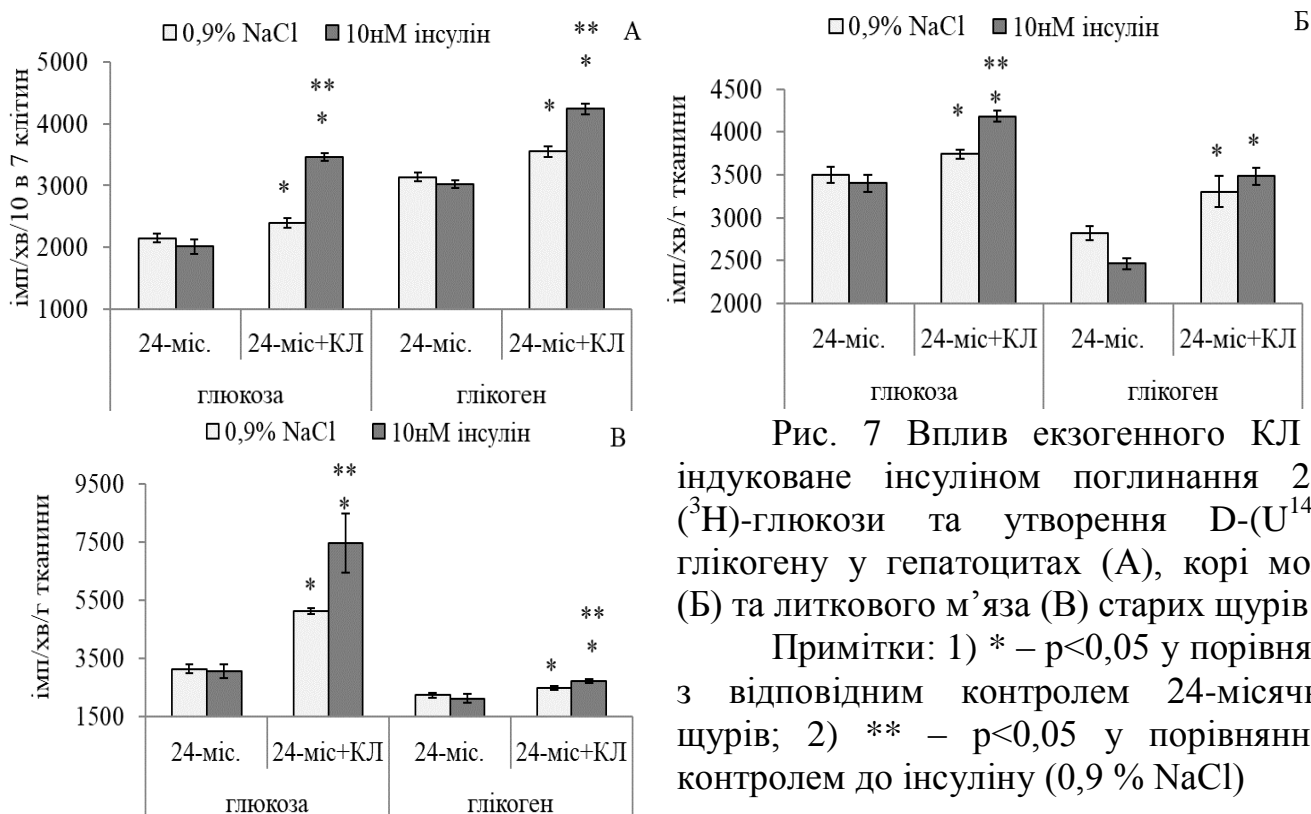 0,9% NaCl 10нМ інсулін
А
імп/хв/10 в 7 клітин
5000
4000
3000
2000
1000
*
**
*
*
**
*
24-міс. 24-міс+КЛ 24-міс. 24-міс+КЛ
глюкоза глікоген
0,9% NaCl 10нМ інсулін
Б
імп/хв/г тканини
4500
4000
3500
3000
2500
2000
*
**
*
*
*
24-міс. 24-міс+КЛ 24-міс. 24-міс+КЛ
глюкоза глікоген
0,9% NaCl 10нМ інсулін
В
імп/хв/г тканини
9500
7500
5500
3500
1500
*
**
*
*
**
*
24-міс. 24-міс+КЛ 24-міс. 24-міс+КЛ
глюкоза глікоген
Рис. 7 Вплив екзогенного КЛ
індуковане інсуліном поглинання 2
(³H)-глюкози та утворення D-(U¹⁴
глікогену у гепатоцитах (А), корі мо
(Б) та литкового м’яза (В) старих щурів
Примітки: 1) * – p<0,05 у порівня
з відповідним контролем 24-місячн
щурів; 2) ** – p<0,05 у порівнянн
контролем до інсуліну (0,9 % NaCl)